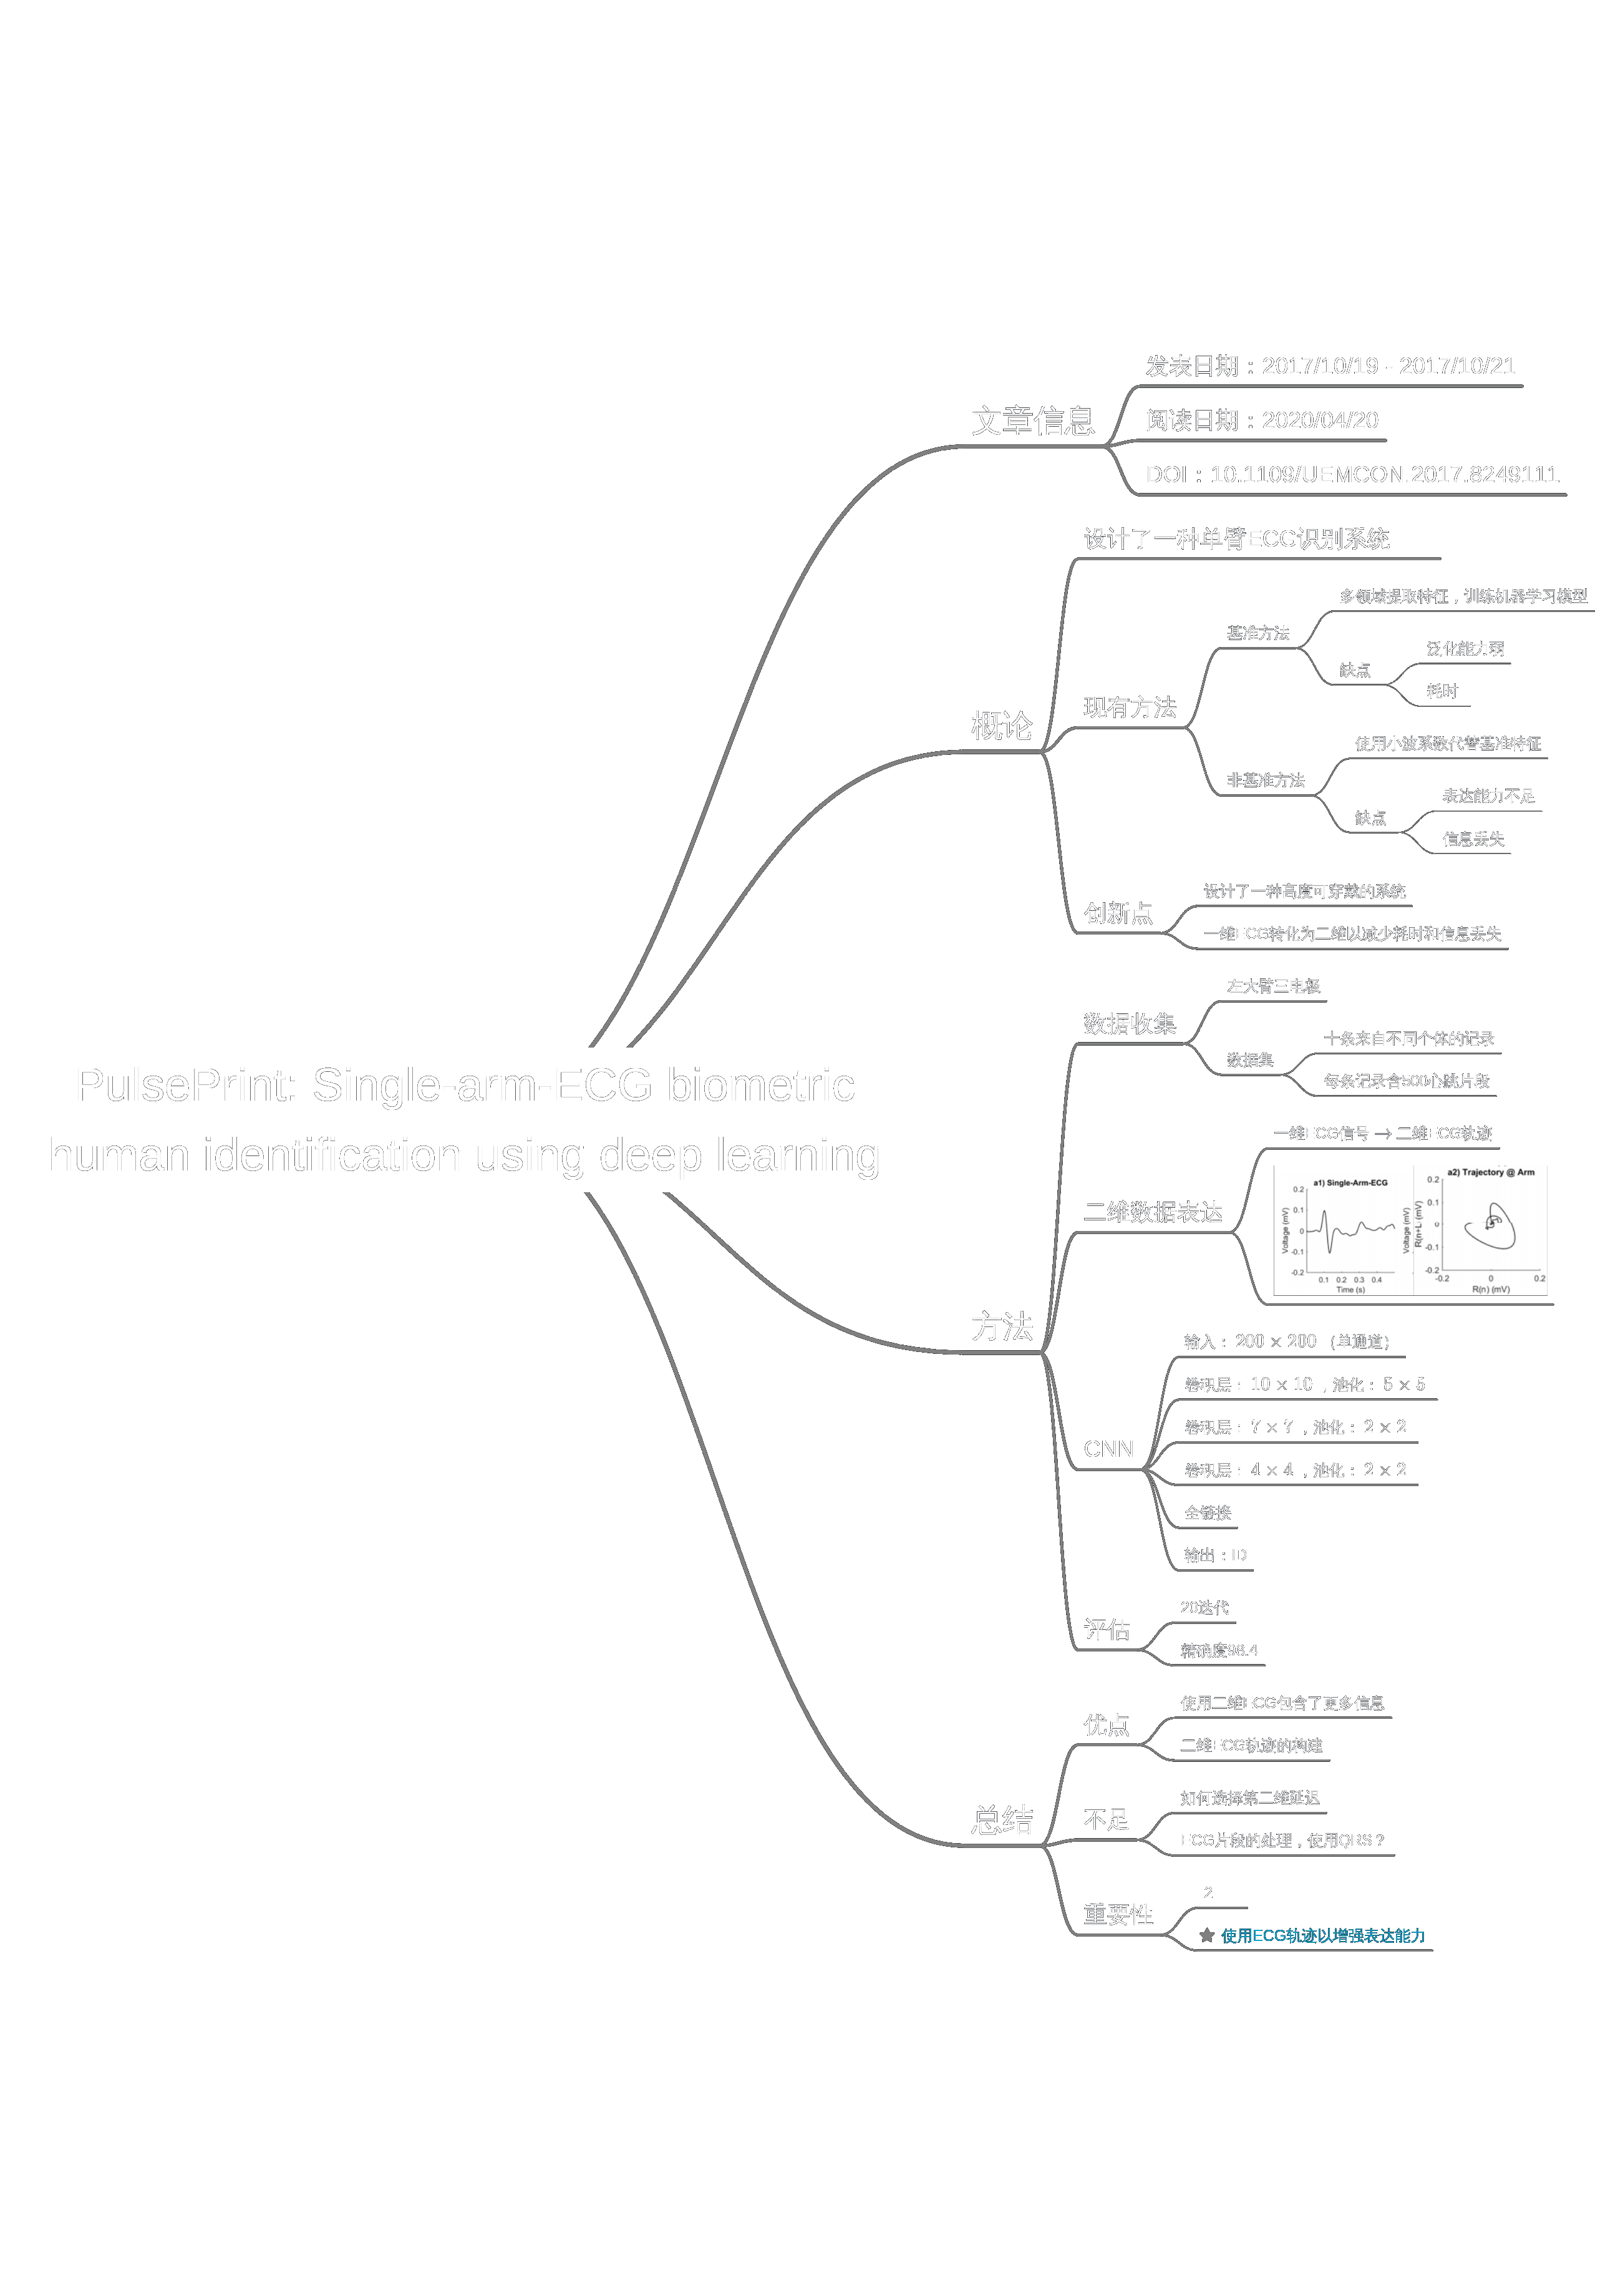 PulsePrint: Single-arm-ECG biometric
human identification using deep learning
文章信息
发表日期：2017/10/19 - 2017/10/21
阅读日期：2020/04/20
DOI：10.1109/UEMCON.2017.8249111
概论
设计了一种单臂ECC识别系统
现有方法
基准方法
多领域提取特征，训练机器学习模型
缺点
泛化能力弱
耗时
非基准方法
使用小波系数代替基准特征
缺点
表达能力不足
信息丢失
创新点
设计了一种高度可穿戴的系统
一维ECG转化为二维以减少耗时和信息丢失
方法
数据收集
左大臂三电极
数据集
十条来自不同个体的记录
每条记录含500心跳片段
二维数据表达
一维ECG信号 → 二维ECG轨迹
a1) Single-Arm-ECG
Voltage (mV)
0.2
0.1
0
-0.1
-0.2
0.1 0.2 0.3 0.4
Time (s)
a2) Trajectory @ Arm
Voltage (mV)
R(n+L (mV)
0.2
0.1
0
-0.1
-0.2
-0.2 0 0.2
R(n) (mV)
CNN
输入：200 × 200 （单通道）
卷积层：10 × 10 ，池化：5 × 5
卷积层：7 × 7 ，池化：2 × 2
卷积层：4 × 4 ，池化：2 × 2
全链接
输出：ID
评估
20迭代
精确度98.4
总结
优点
使用二维ECG包含了更多信息
二维ECG轨迹的构建
不足
如何选择第二维延迟
ECG片段的处理，使用QRS？
重要性
2
★ 使用ECG轨迹以增强表达能力